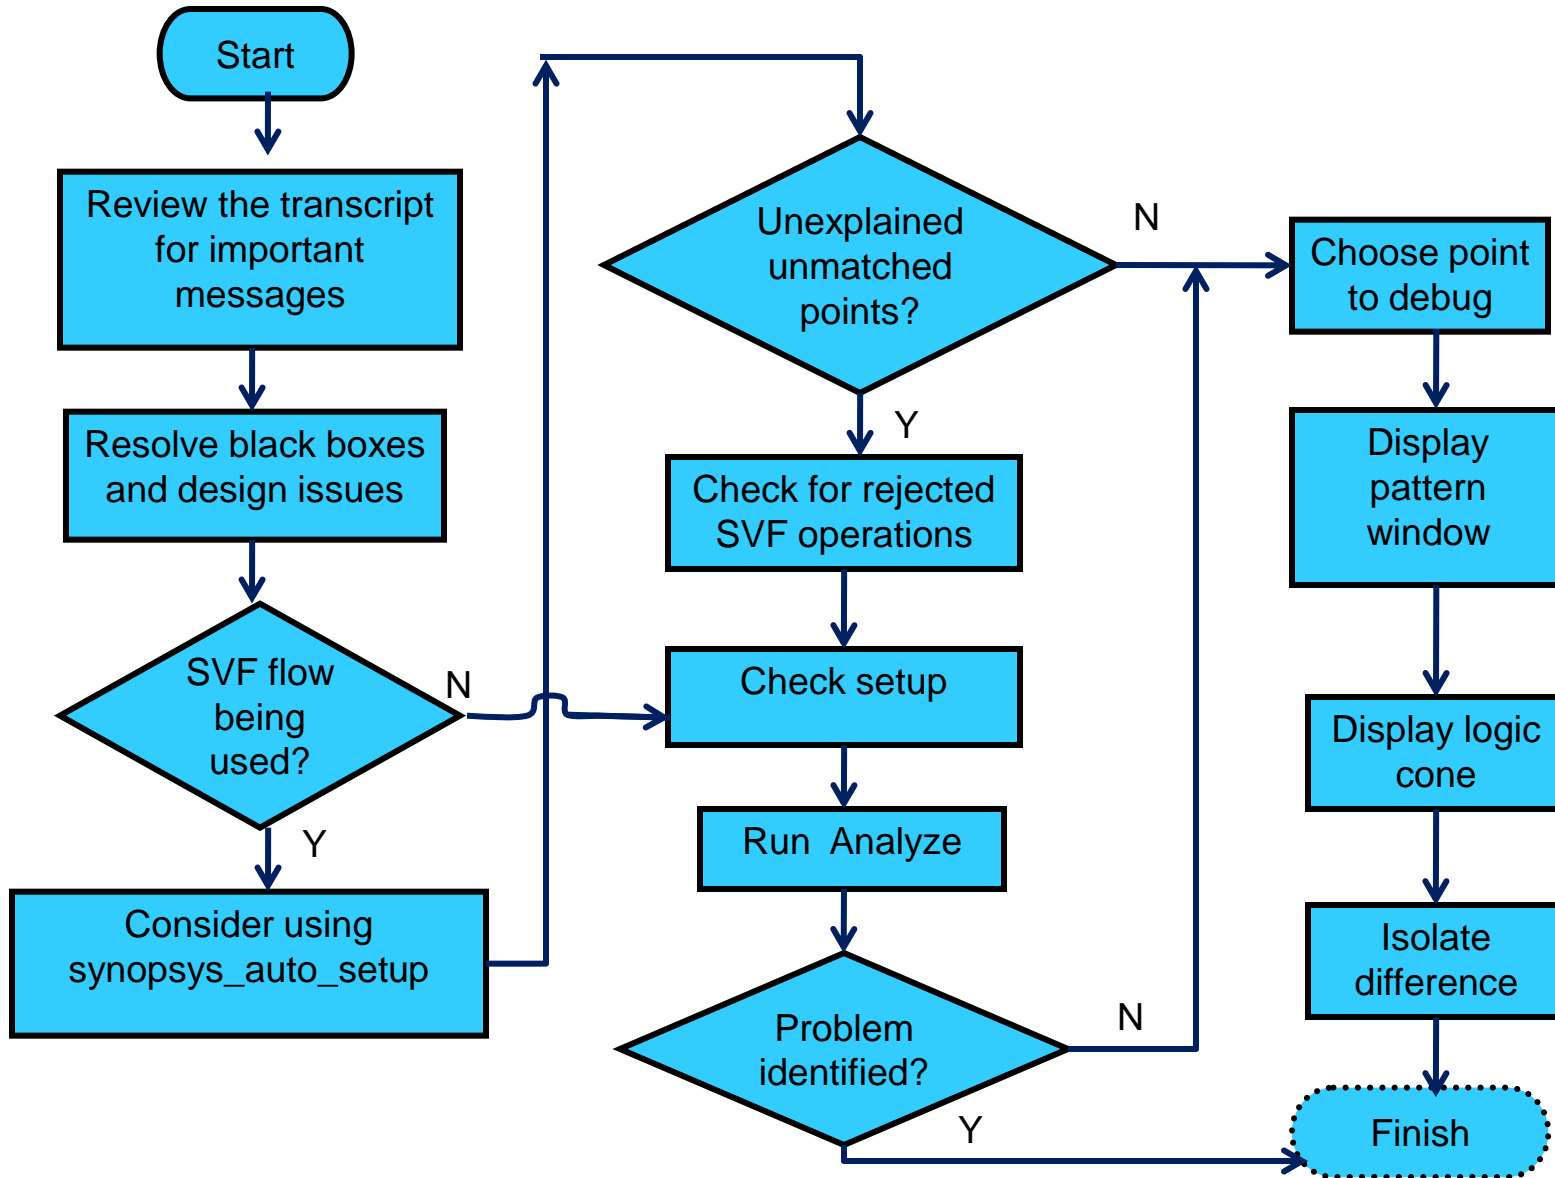 Start
Review the transcript
for important
messages
Resolve black boxes
and design issues
SVF flow
being
used?
N
Y
Consider using
synopsys_auto_setup
Unexplained
unmatched
points?
N
Y
Check for rejected
SVF operations
Check setup
Run  Analyze
Problem
identified?
N
Y
Choose point
to debug
Display
pattern
window
Display logic
cone
Isolate
difference
Finish